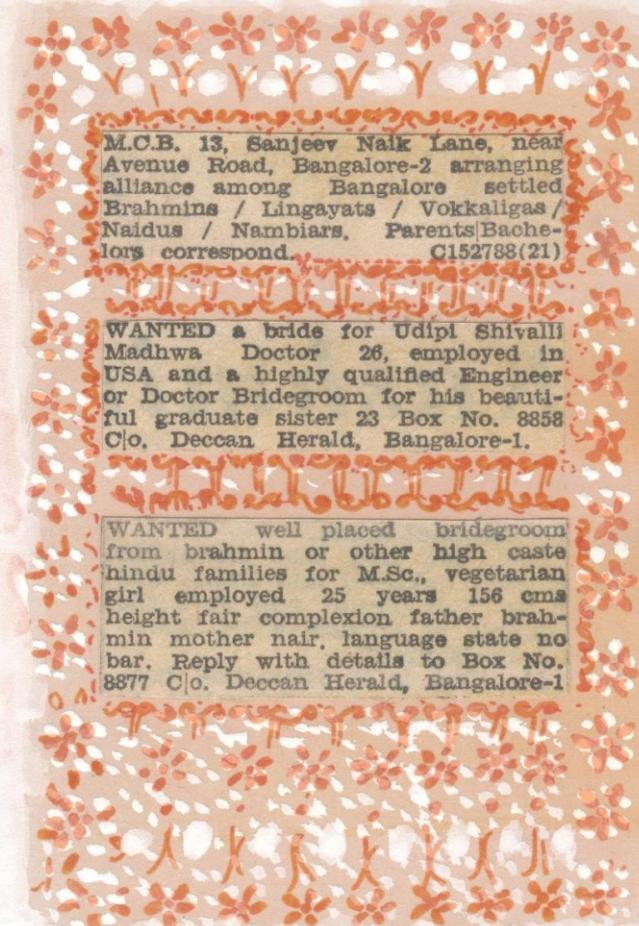 M.C.B. 13, Sanjeev Naik Lane, near
Avenue Road, Bangalore-2 arranging
alliance among Bangalore settled
Brahmins / Lingayats / Vokkaligas /
Naidus / Nambiars. Parents|Bache-
lors correspond. C152788(21)
WANTED a bride for Udipi Shivalli
Madhwa Doctor 26, employed in
USA and a highly qualified Engineer
or Doctor Bridegroom for his beauti-
ful graduate sister 23 Box No. 8858
C|o. Deccan Herald, Bangalore-1.
WANTED well placed bridegroom
from brahmin or other high caste
hindu families for M.Sc., vegetarian
girl employed 25 years 156 cms
height fair complexion father brah-
min mother nair. language state no
bar. Reply with details to Box No.
8877 C|o. Deccan Herald, Bangalore-1